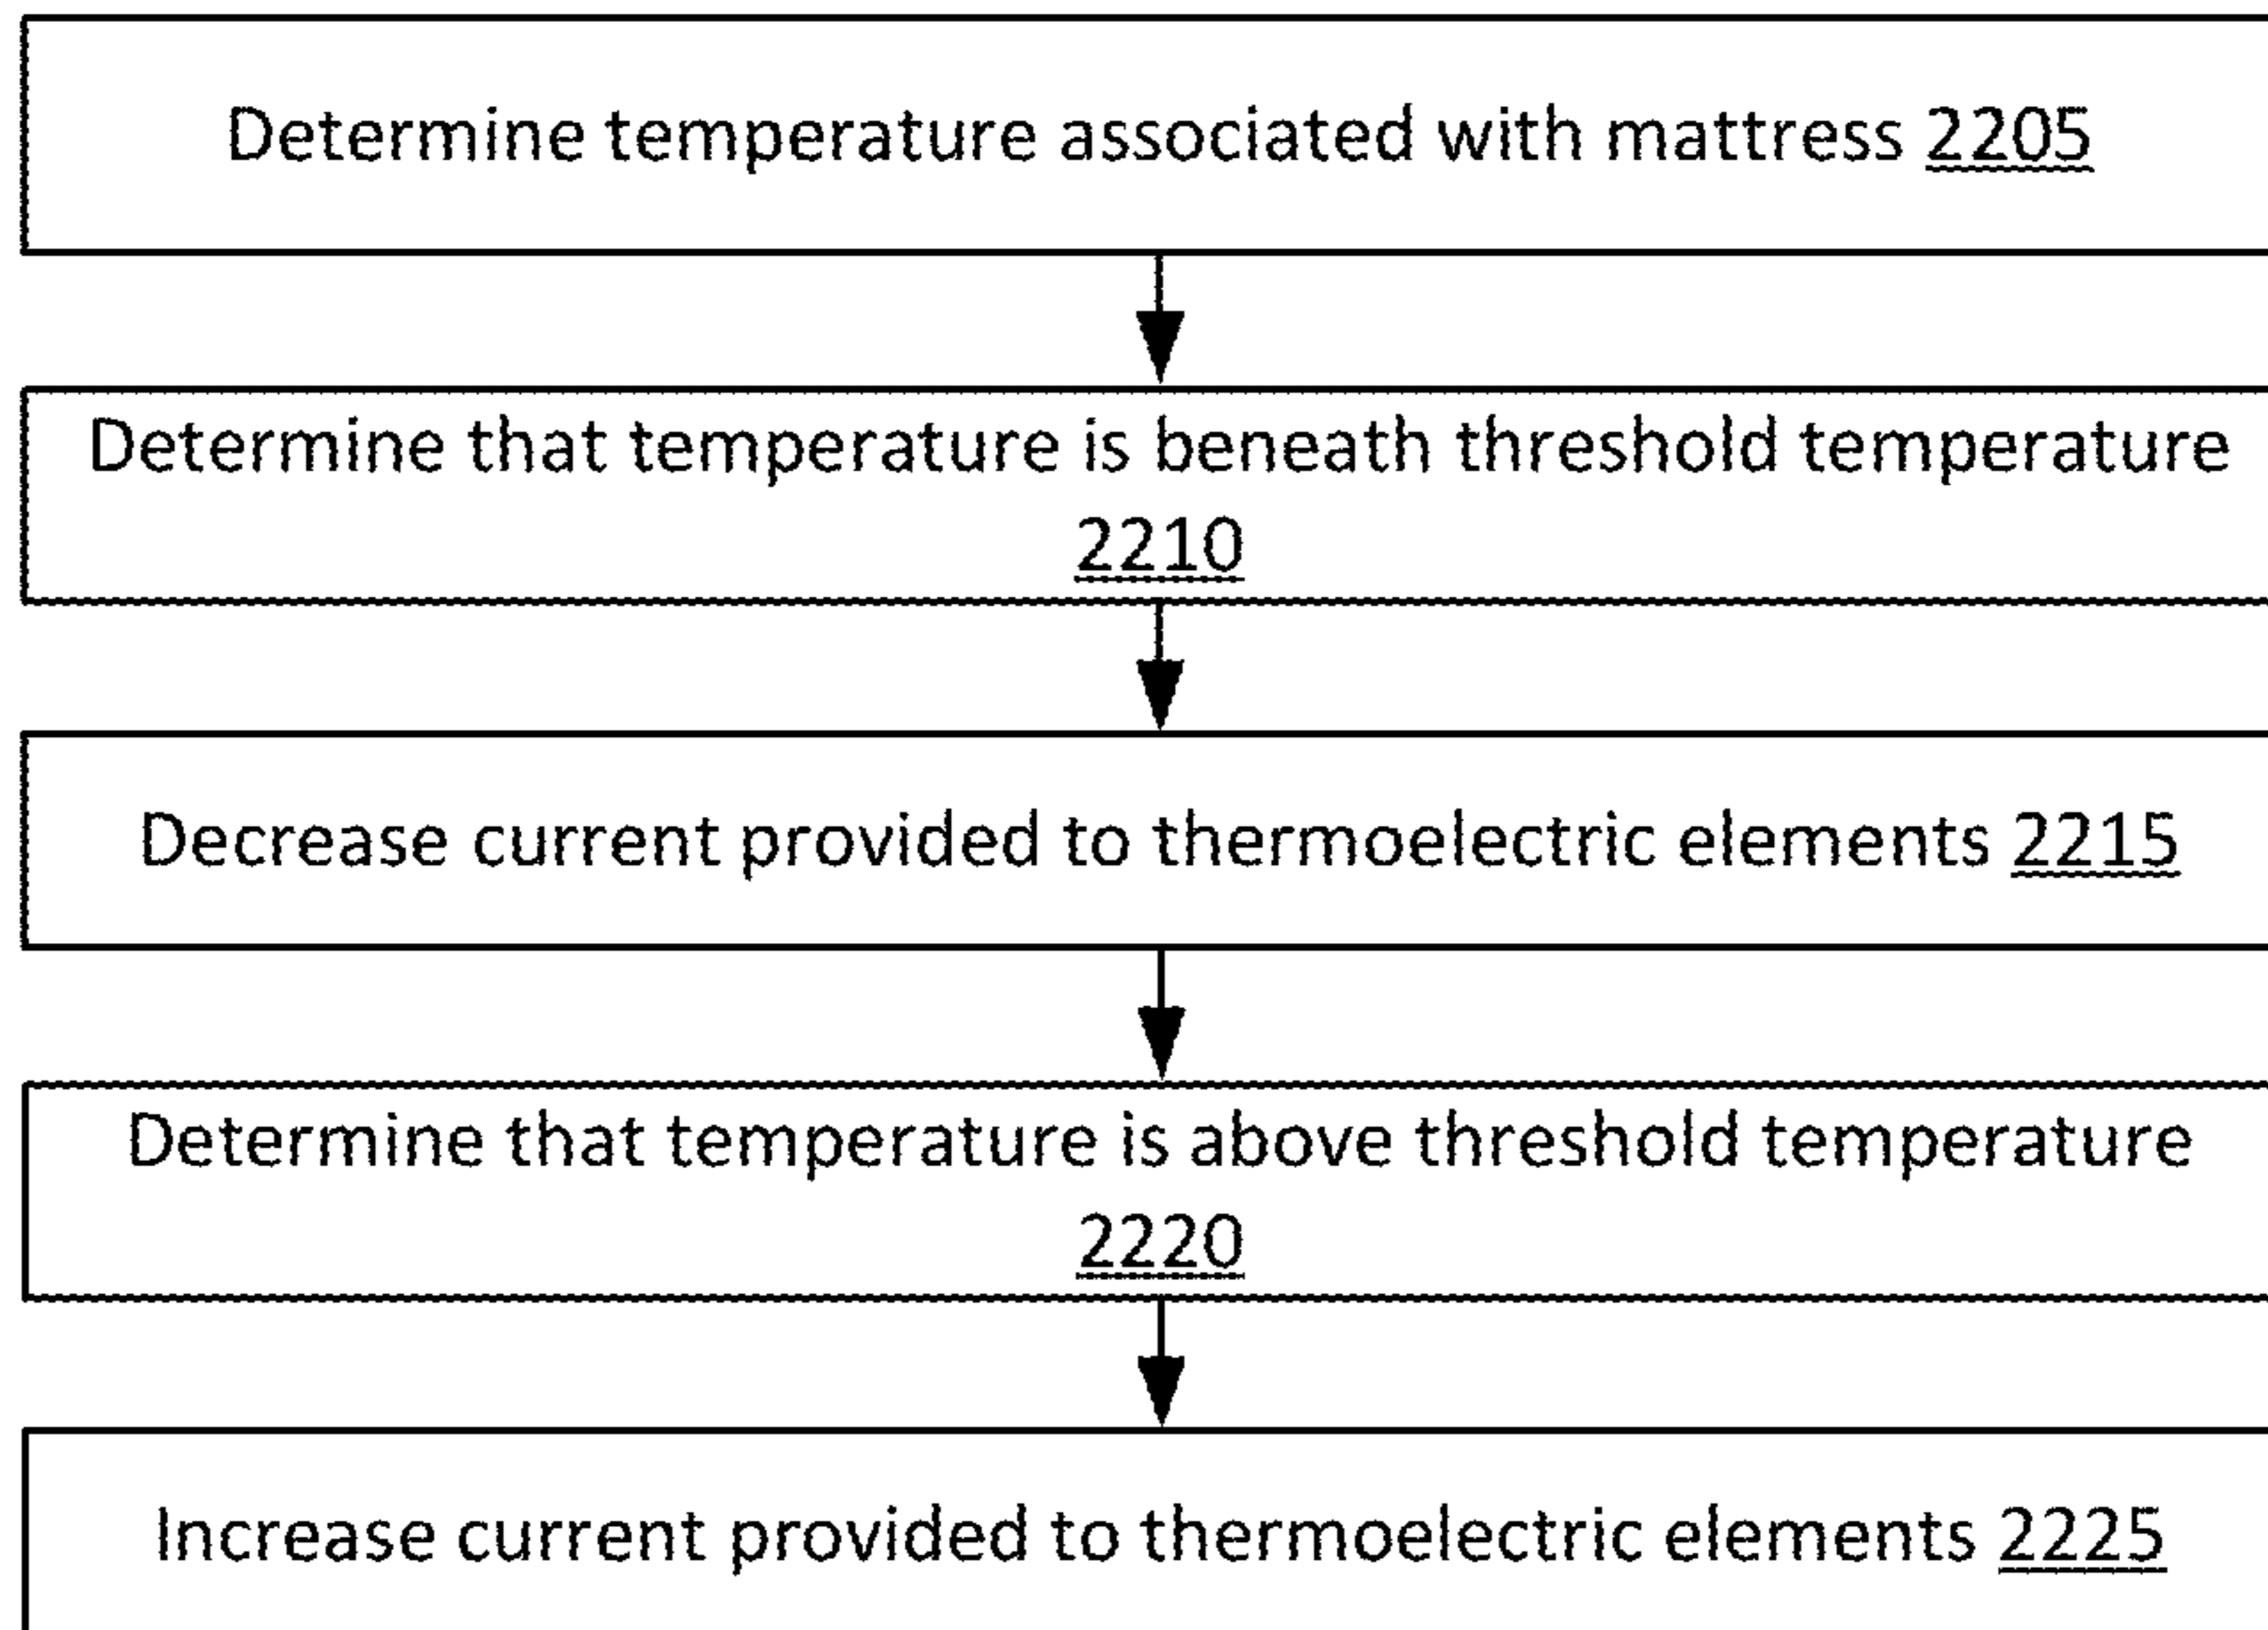 Determine temperature associated with mattress 2205
Determine that temperature is beneath threshold temperature
2210
Decrease current provided to thermoelectric elements 2215
Determine that temperature is above threshold temperature
2220
Increase current provided to thermoelectric elements 2225